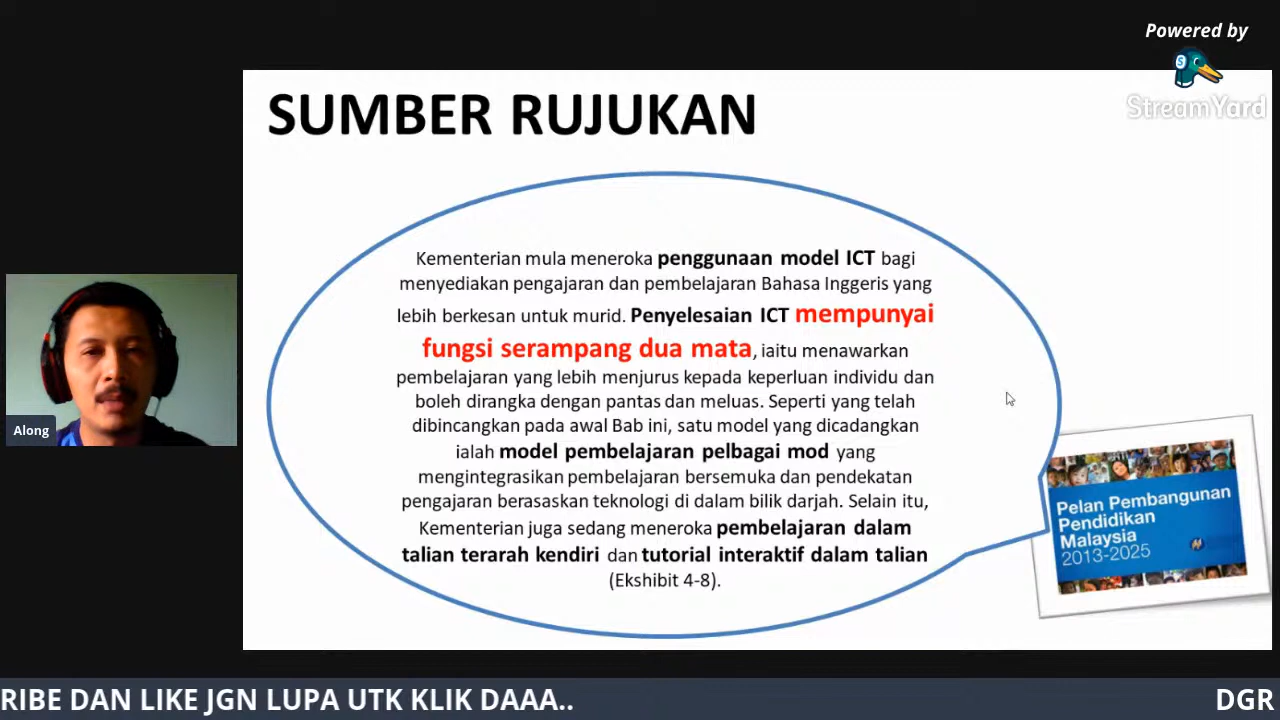 Powered by
StreamYard
SUMBER RUJUKAN
Kementerian mula meneroka penggunaan model ICT bagi
menyediakan pengajaran dan pembelajaran Bahasa Inggeris yang
lebih berkesan untuk murid. Penyelesaian ICT mempunyai
fungsi serampang dua mata, iaitu menawarkan
pembelajaran yang lebih menjurus kepada keperluan individu dan
boleh dirangka dengan pantas dan meluas. Seperti yang telah
dibincangkan pada awal Bab ini, satu model yang dicadangkan
ialah model pembelajaran pelbagai mod yang
mengintegrasikan pembelajaran bersemuka dan pendekatan
pengajaran berasaskan teknologi di dalam bilik darjah. Selain itu,
Kementerian juga sedang meneroka pembelajaran dalam
talian terarah kendiri dan tutorial interaktif dalam talian
(Ekshibit 4-8).
Pelan Pembangunan
Pendidikan
Malaysia
2013-2025
Along
RIBE DAN LIKE JGN LUPA UTK KLIK DAAA..
DGR